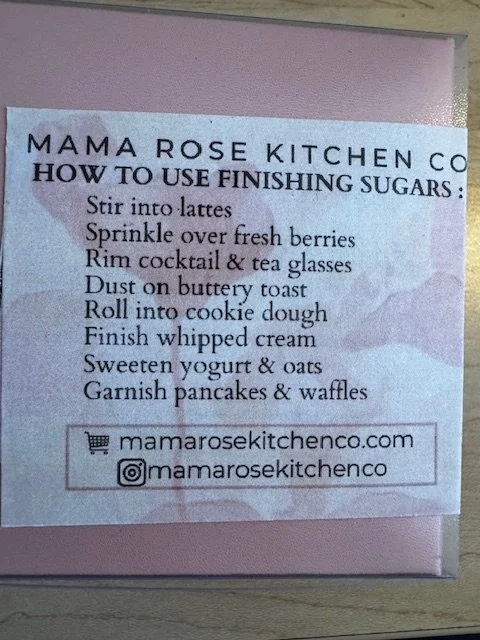 MAMA ROSE KITCHEN CO
HOW TO USE FINISHING SUGARS :
Stir into lattes
Sprinkle over fresh berries
Rim cocktail & tea glasses
Dust on buttery toast
Roll into cookie dough
Finish whipped cream
Sweeten yogurt & oats
Garnish pancakes & waffles
mamarosekitchenco.com
mamarosekitchenco